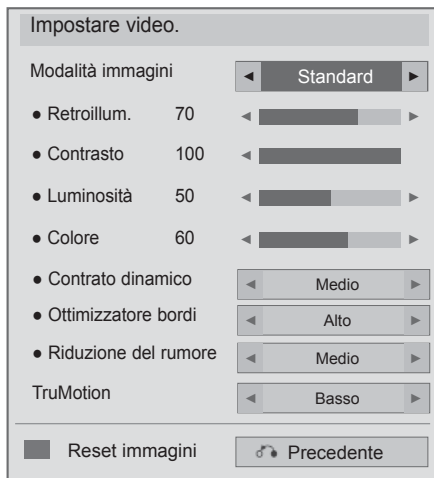 Impostare video.
Modalità immagini ◄ Standard ►
● Retroillum. 70 ◄ ►
● Contrasto 100 ◄
● Luminosità 50 ◄ ►
● Colore 60 ◄ ►
● Contrato dinamico ◄ Medio ►
● Ottimizzatore bordi ◄ Alto ►
● Riduzione del rumore ◄ Medio ►
TruMotion ◄ Basso ►
Reset immagini Precedente